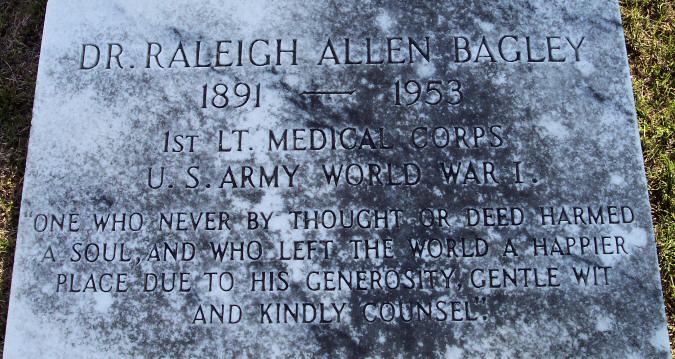 DR. RALEIGH ALLEN BAGLEY
1891 — 1953
1ST LT. MEDICAL CORPS
U. S. ARMY WORLD WAR I.
"ONE WHO NEVER BY THOUGHT OR DEED HARMED
A SOUL, AND WHO LEFT THE WORLD A HAPPIER
PLACE DUE TO HIS GENEROSITY, GENTLE WIT
AND KINDLY COUNSEL".